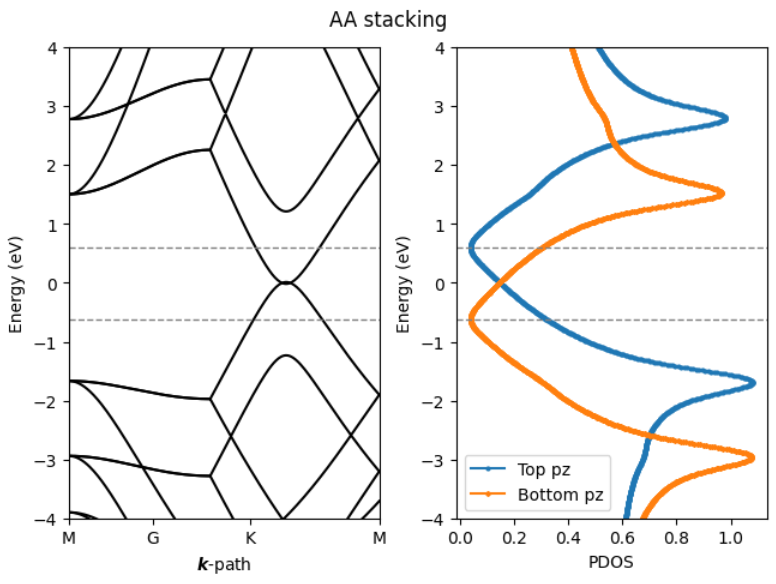 AA stacking
4
3
2
1
0
−1
−2
−3
−4
Energy (eV)
M
G
K
M
k-path
4
3
2
1
0
−1
−2
−3
−4
Energy (eV)
Top pz
Bottom pz
0.0
0.2
0.4
0.6
0.8
1.0
PDOS